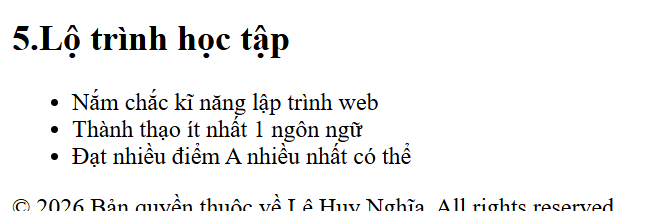 5.Lộ trình học tập
Nắm chắc kĩ năng lập trình web
Thành thạo ít nhất 1 ngôn ngữ
Đạt nhiều điểm A nhiều nhất có thể
© 2026 Bản quyền thuộc về Lê Huy Nghĩa. All rights reserved